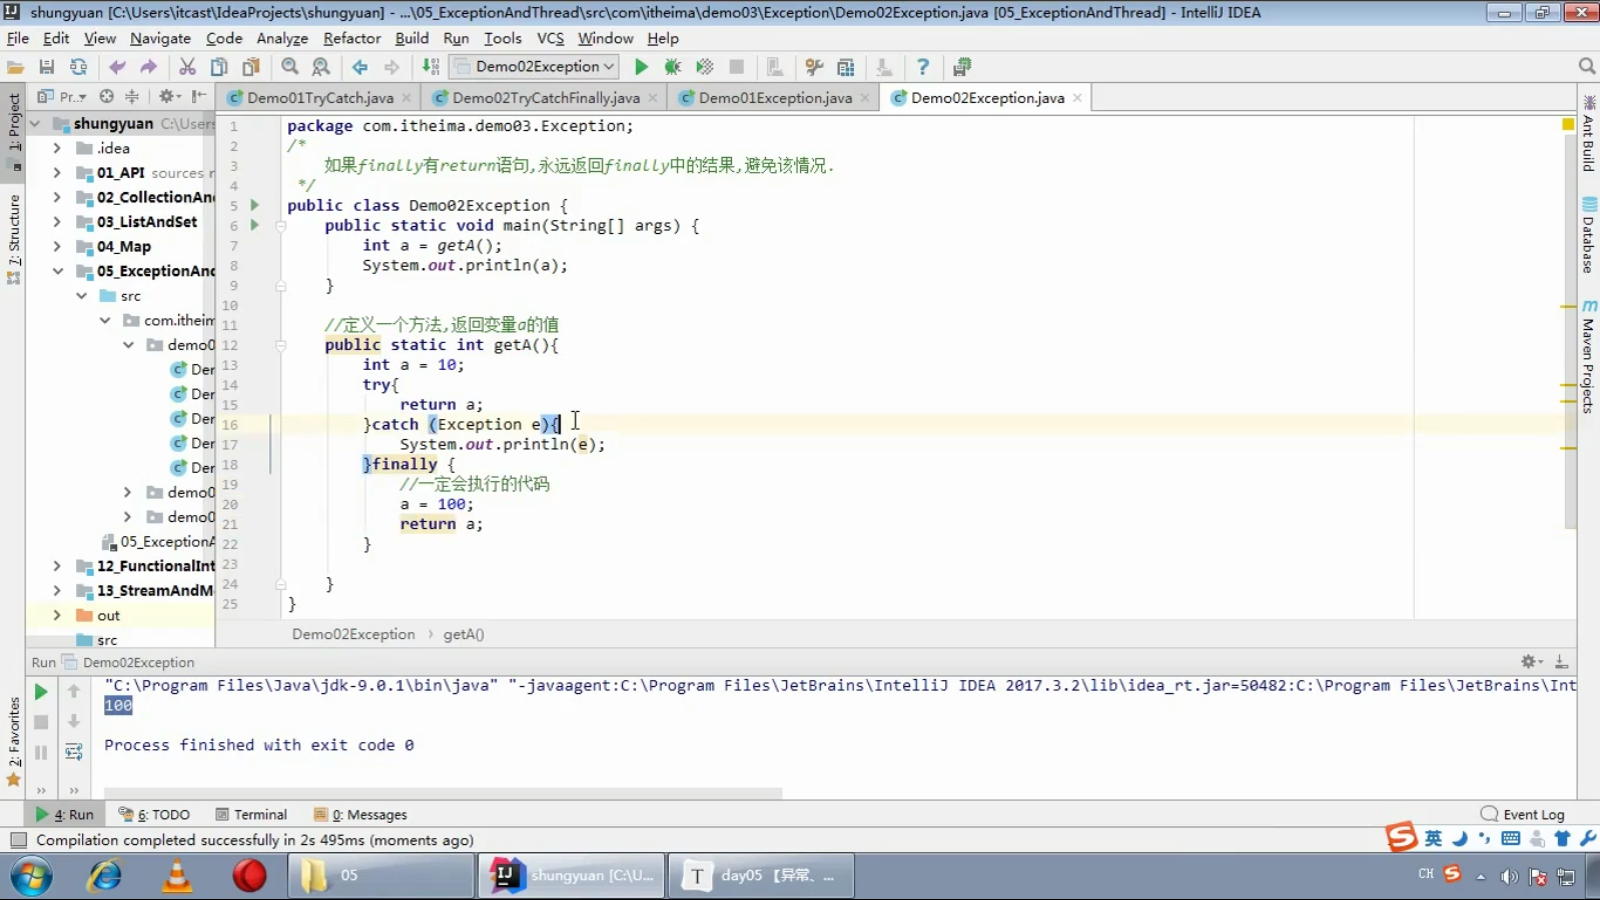 shungyuan [C:\Users\itcast\IdeaProjects\shungyuan] - ...\05_ExceptionAndThread\src\com\itheima\demo03\Exception\Demo02Exception.java [05_ExceptionAndThread] - IntelliJ IDEA
File Edit View Navigate Code Analyze Refactor Build Run Tools VCS Window Help
Demo02Exception
Pr... Demo01TryCatch.java Demo02TryCatchFinally.java Demo01Exception.java Demo02Exception.java
1: Project
7: Structure
2: Favorites
shungyuan C:\Users
.idea
01_API sources r
02_CollectionAn
03_ListAndSet
04_Map
05_ExceptionAnd
src
com.itheim
demo0
Der
Der
Der
Der
Der
demo0
demo0
05_ExceptionA
12_FunctionalInt
13_StreamAndM
out
src
1 package com.itheima.demo03.Exception;
2 /*
3 如果finally有return语句,永远返回finally中的结果,避免该情况.
4 */
5 public class Demo02Exception {
6 public static void main(String[] args) {
7 int a = getA();
8 System.out.println(a);
9 }
10
11 //定义一个方法,返回变量a的值
12 public static int getA(){
13 int a = 10;
14 try{
15 return a;
16 }catch (Exception e){
17 System.out.println(e);
18 }finally {
19 //一定会执行的代码
20 a = 100;
21 return a;
22 }
23
24 }
25 }
Demo02Exception › getA()
Ant Build
Database
Maven Projects
Run Demo02Exception
"C:\Program Files\Java\jdk-9.0.1\bin\java" "-javaagent:C:\Program Files\JetBrains\IntelliJ IDEA 2017.3.2\lib\idea_rt.jar=50482:C:\Program Files\JetBrains\Int
100
Process finished with exit code 0
4: Run 6: TODO Terminal 0: Messages Event Log
Compilation completed successfully in 2s 495ms (moments ago)
英
05 shungyuan [C:\U... day05 【异常、... CH